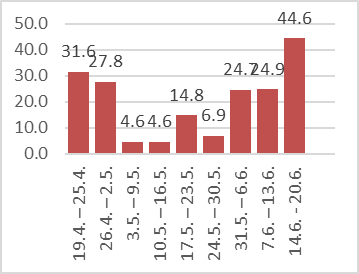 50.0
40.0
30.0
20.0
10.0
0.0
31.6
27.8
4.6
4.6
14.8
6.9
24.7
24.9
44.6
19.4. – 25.4.
26.4. – 2.5.
3.5. – 9.5.
10.5. – 16.5.
17.5. – 23.5.
24.5. – 30.5.
31.5. – 6.6.
7.6. – 13.6.
14.6. - 20.6.